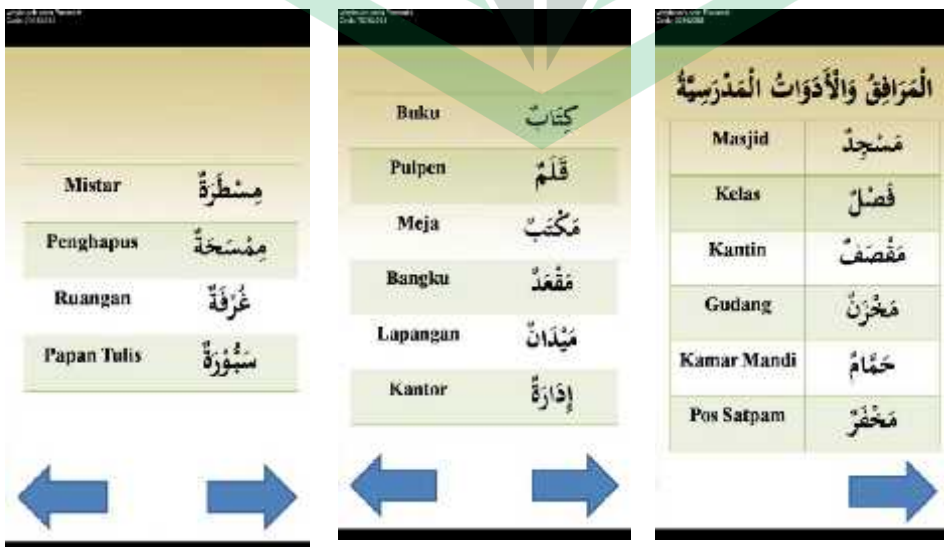 Mistar مِسْطَرَةٌ
Penghapus مِمْسَحَةٌ
Ruangan غُرْفَةٌ
Papan Tulis سَبُّوْرَةٌ
Buku كِتَابٌ
Pulpen قَلَمٌ
Meja مَكْتَبٌ
Bangku مَقْعَدٌ
Lapangan مَيْدَانٌ
Kantor إِدَارَةٌ
الْمَرَافِقُ وَالْأَدَوَاتُ الْمَدْرَسِيَّةُ
Masjid مَسْجِدٌ
Kelas فَصْلٌ
Kantin مَقْصَفٌ
Gudang مَخْزَنٌ
Kamar Mandi حَمَّامٌ
Pos Satpam مَخْفَرٌ